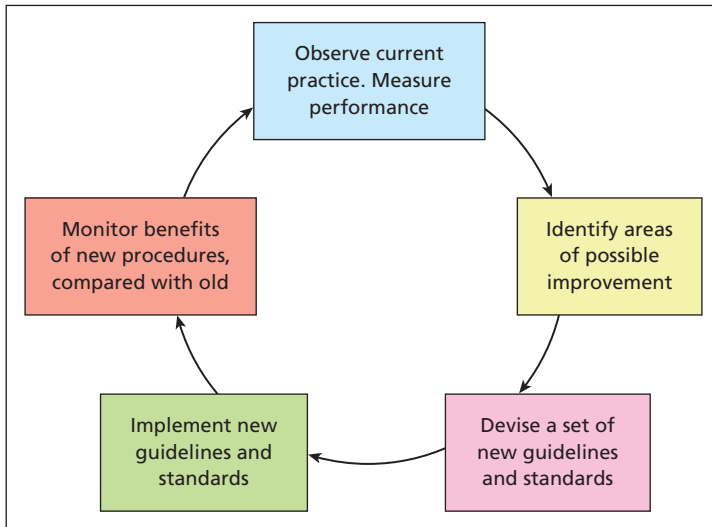 Observe current
practice. Measure
performance
Identify areas
of possible
improvement
Devise a set of
new guidelines
and standards
Implement new
guidelines and
standards
Monitor benefits
of new procedures,
compared with old